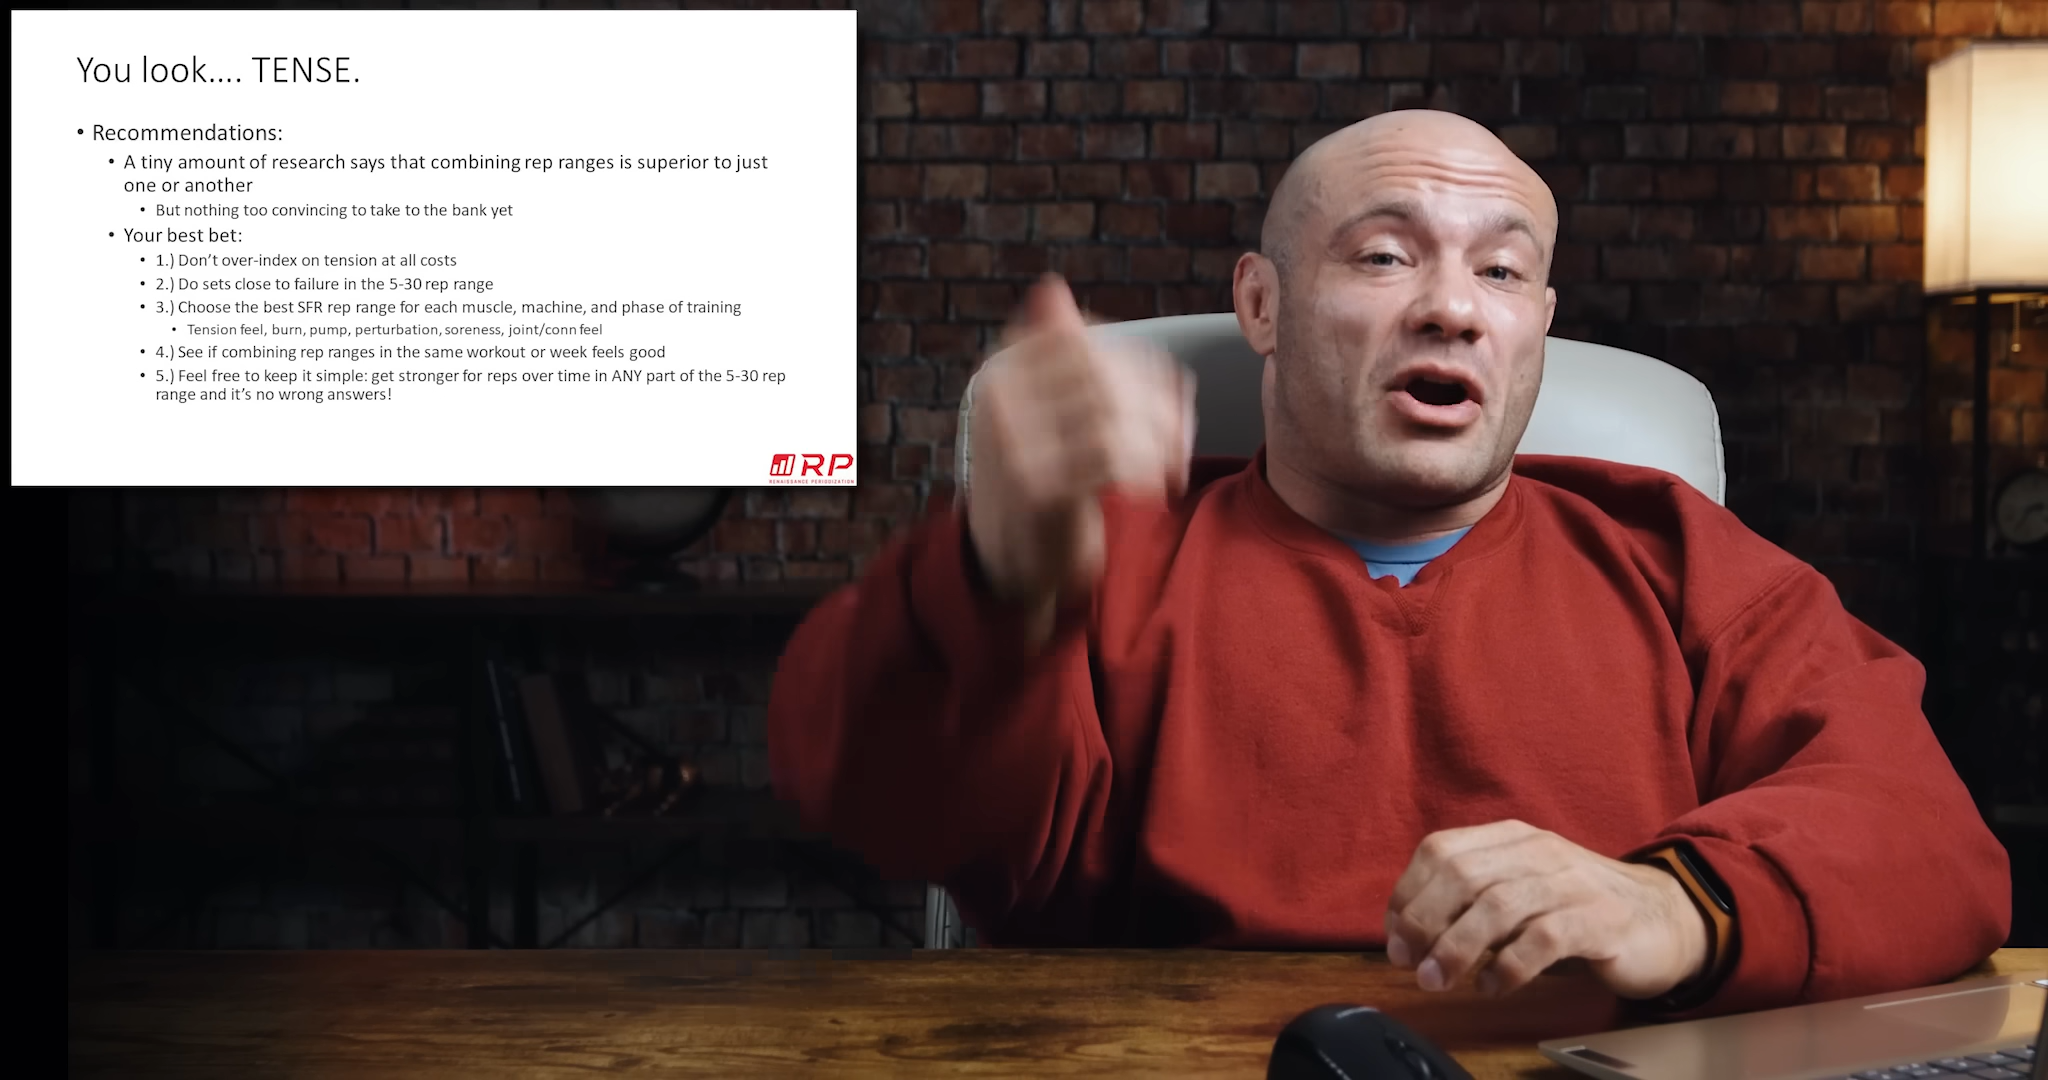 You look.... TENSE.
• Recommendations:
• A tiny amount of research says that combining rep ranges is superior to just
one or another
• But nothing too convincing to take to the bank yet
• Your best bet:
• 1.) Don't over-index on tension at all costs
• 2.) Do sets close to failure in the 5-30 rep range
• 3.) Choose the best SFR rep range for each muscle, machine, and phase of training
• Tension feel, burn, pump, perturbation, soreness, joint/conn feel
• 4.) See if combining rep ranges in the same workout or week feels good
• 5.) Feel free to keep it simple: get stronger for reps over time in ANY part of the 5-30 rep
range and it's no wrong answers!
RP
RENAISSANCE PERIODIZATION